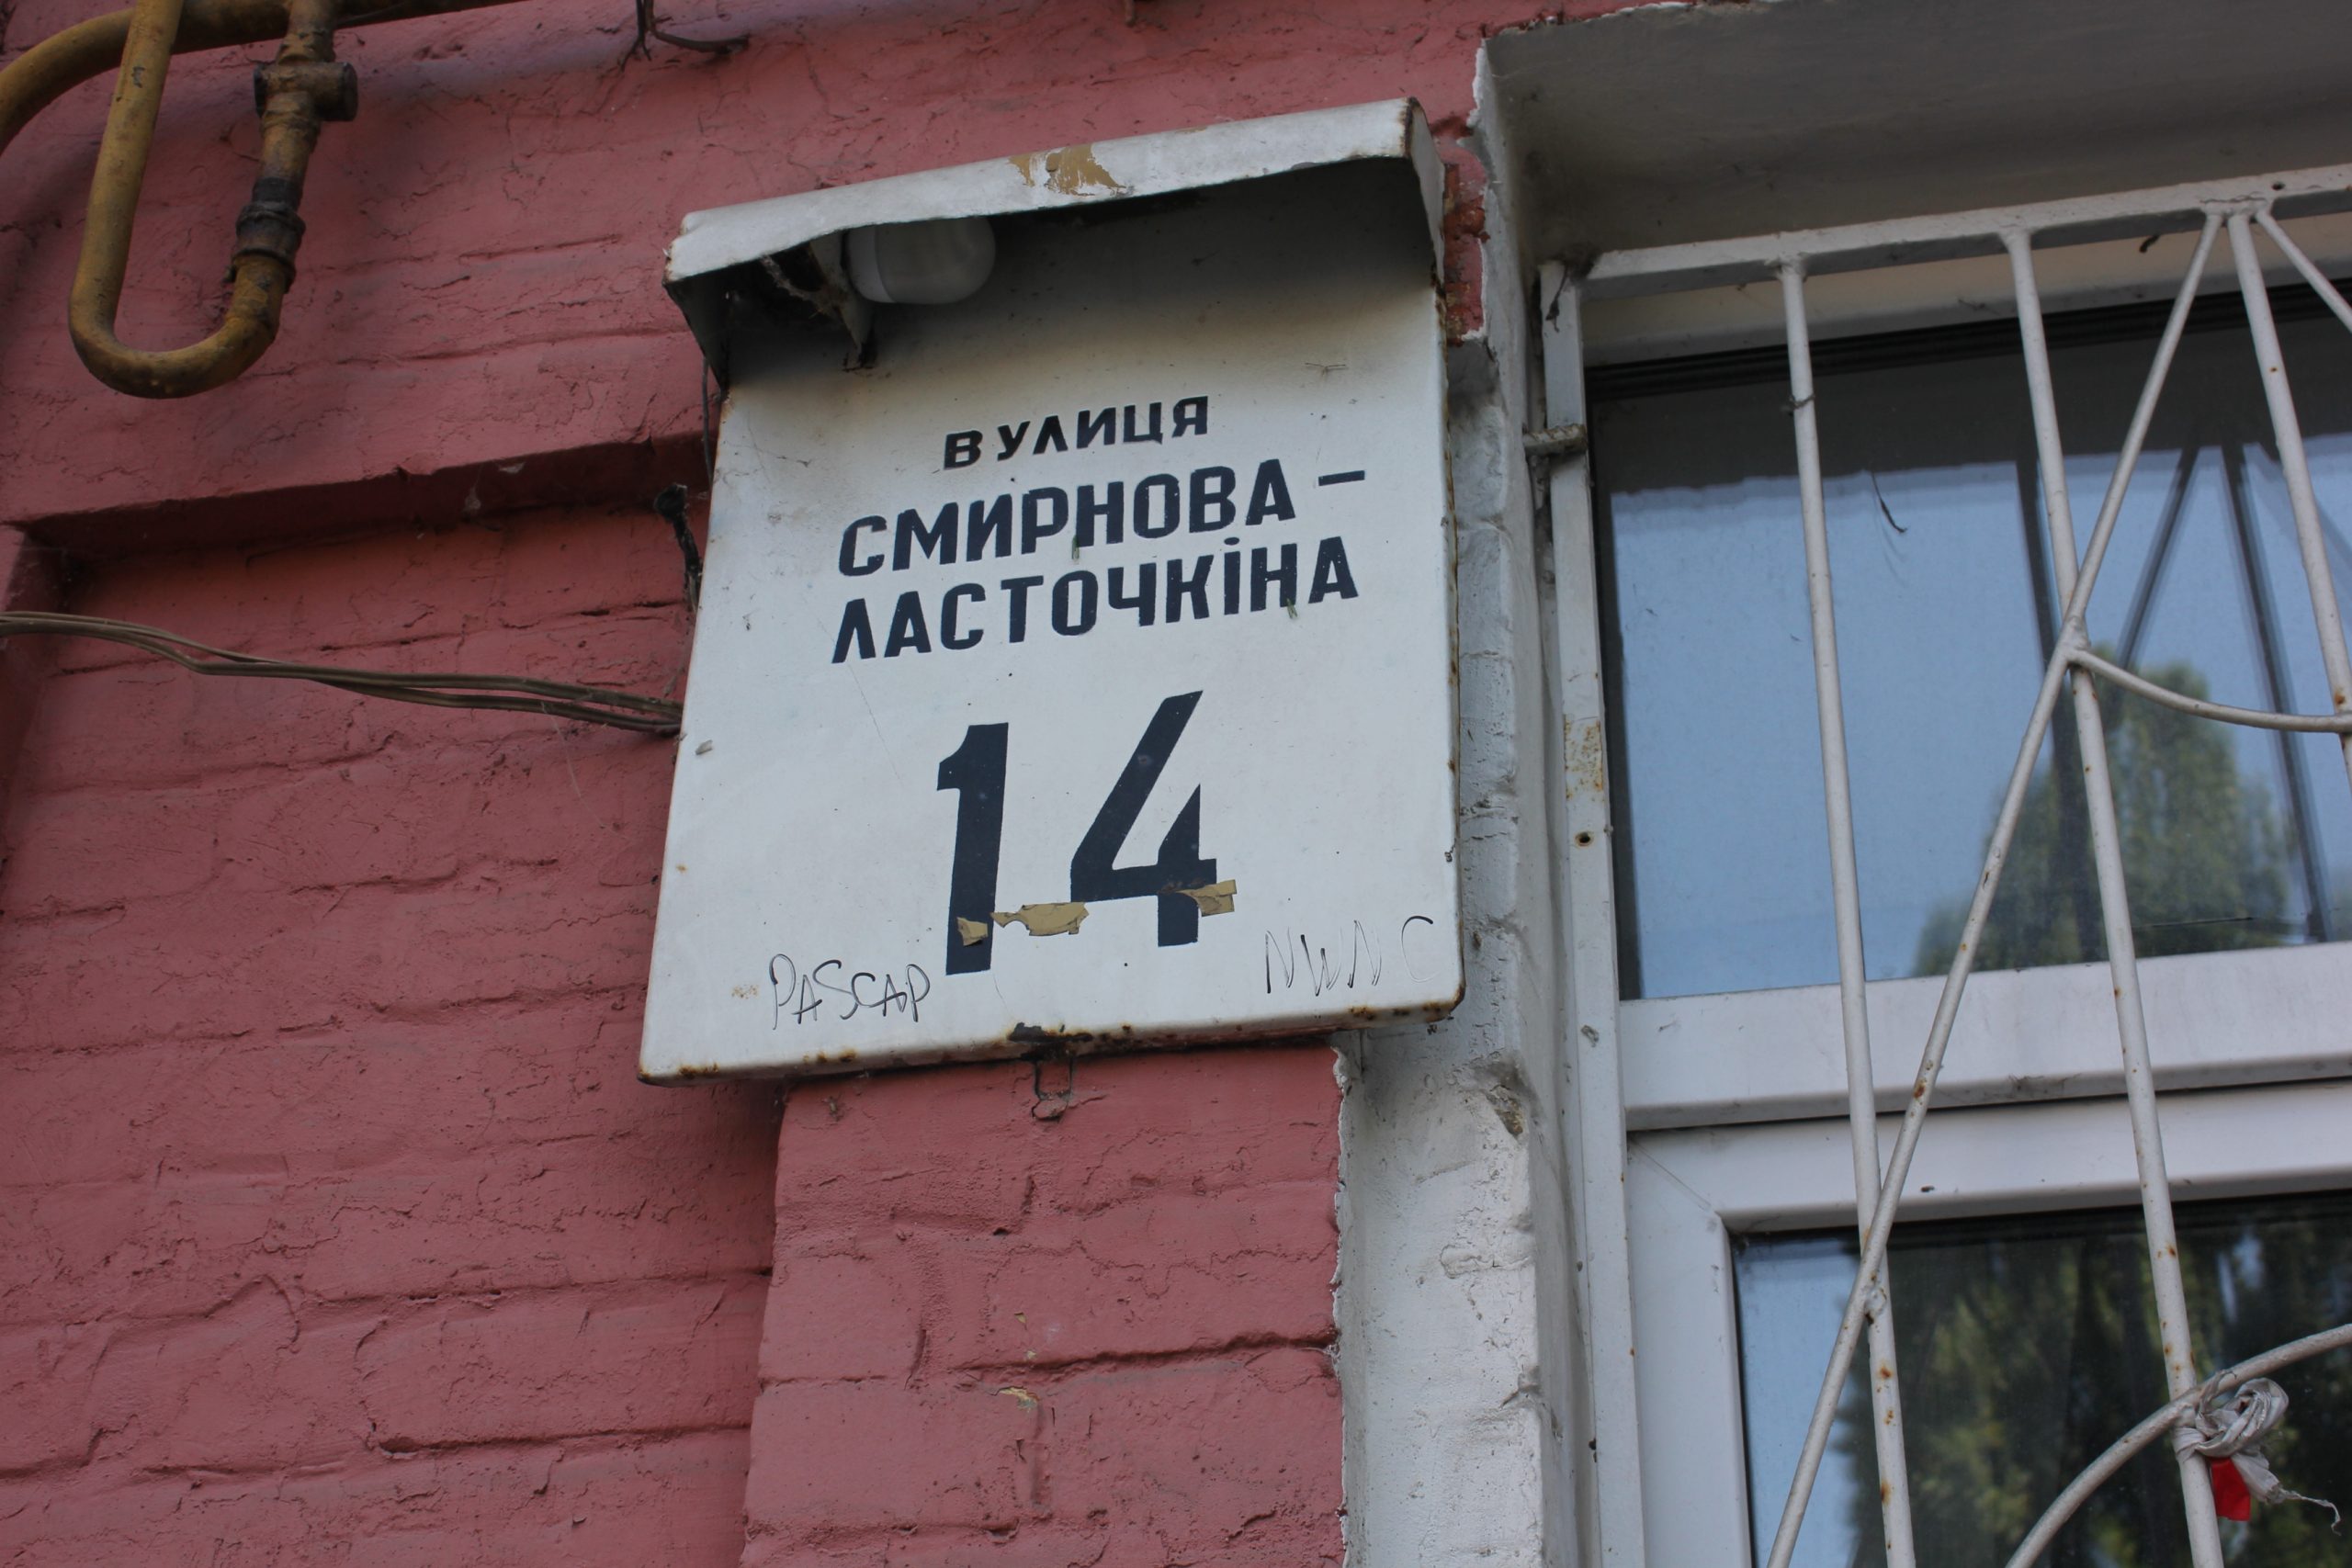 ВУЛИЦЯ
СМИРНОВА–
ЛАСТОЧКІНА
14
PASCAP